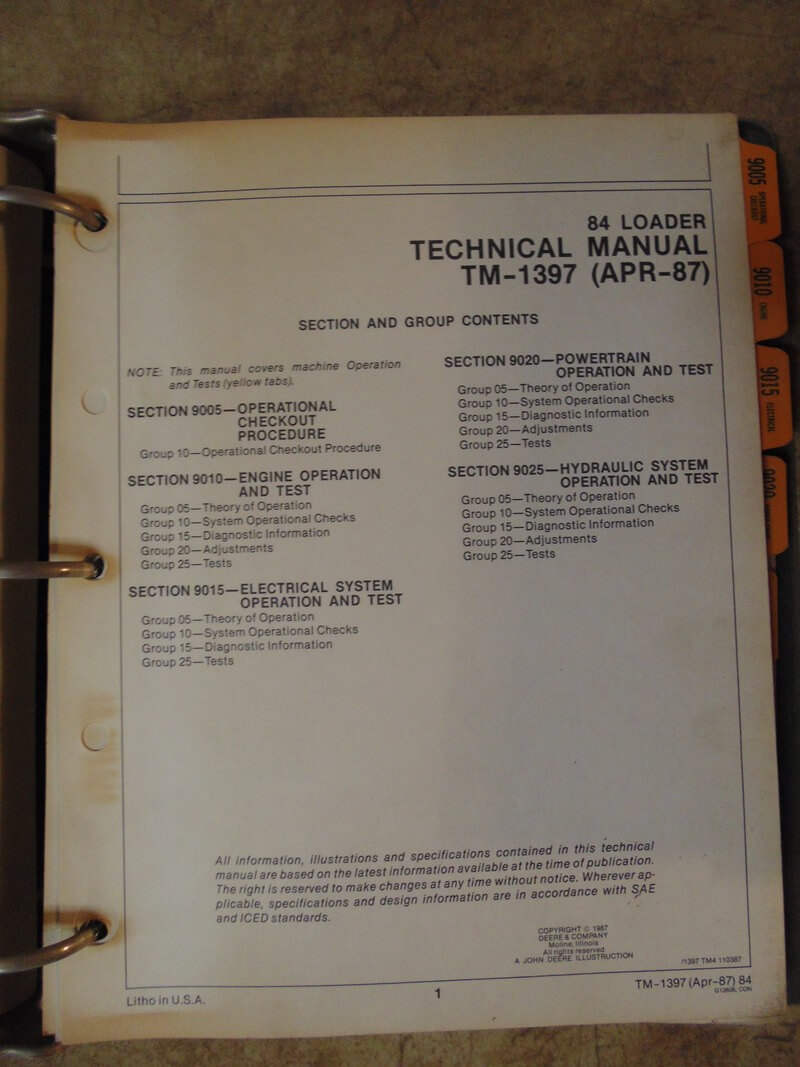 84 LOADER
TECHNICAL MANUAL
TM-1397 (APR-87)
SECTION AND GROUP CONTENTS
NOTE: This manual covers machine Operation
and Tests (yellow tabs).
SECTION 9005—OPERATIONAL
CHECKOUT
PROCEDURE
Group 10—Operational Checkout Procedure
SECTION 9010—ENGINE OPERATION
AND TEST
Group 05—Theory of Operation
Group 10—System Operational Checks
Group 15—Diagnostic Information
Group 20—Adjustments
Group 25—Tests
SECTION 9015—ELECTRICAL SYSTEM
OPERATION AND TEST
Group 05—Theory of Operation
Group 10—System Operational Checks
Group 15—Diagnostic Information
Group 25—Tests
SECTION 9020—POWERTRAIN
OPERATION AND TEST
Group 05—Theory of Operation
Group 10—System Operational Checks
Group 15—Diagnostic Information
Group 20—Adjustments
Group 25—Tests
SECTION 9025—HYDRAULIC SYSTEM
OPERATION AND TEST
Group 05—Theory of Operation
Group 10—System Operational Checks
Group 15—Diagnostic Information
Group 20—Adjustments
Group 25—Tests
All information, illustrations and specifications contained in this technical
manual are based on the latest information available at the time of publication.
The right is reserved to make changes at any time without notice. Wherever ap-
plicable, specifications and design information are in accordance with SAE
and ICED standards.
COPYRIGHT © 1987
DEERE & COMPANY
Moline, Illinois
All rights reserved
A JOHN DEERE ILLUSTRUCTION
/1397 TM4 110387
Litho in U.S.A.
1
TM-1397 (Apr-87) 84
9005
OPERATIONAL
CHECKOUT
9010
ENGINE
9015
ELECTRICAL
9020